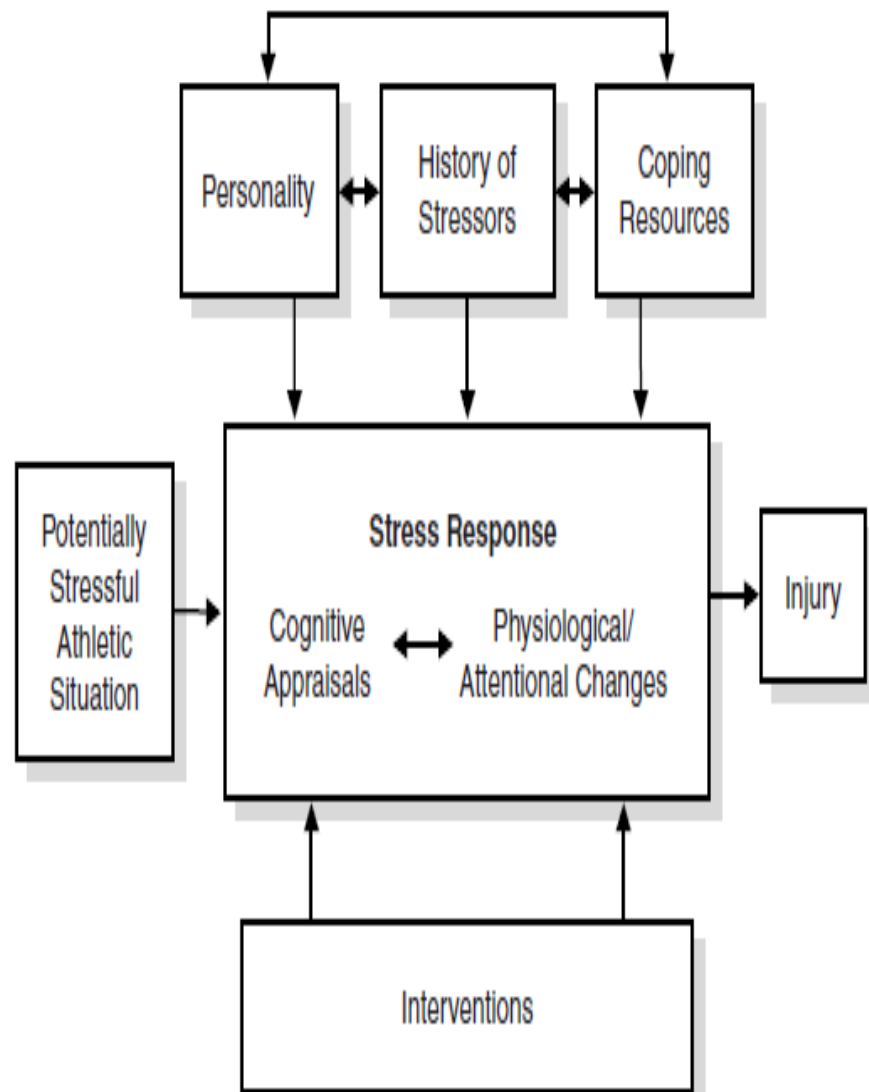 Personality
History of
Stressors
Coping
Resources
Potentially
Stressful
Athletic
Situation
Stress Response
Cognitive
Appraisals
Physiological/
Attentional Changes
Injury
Interventions